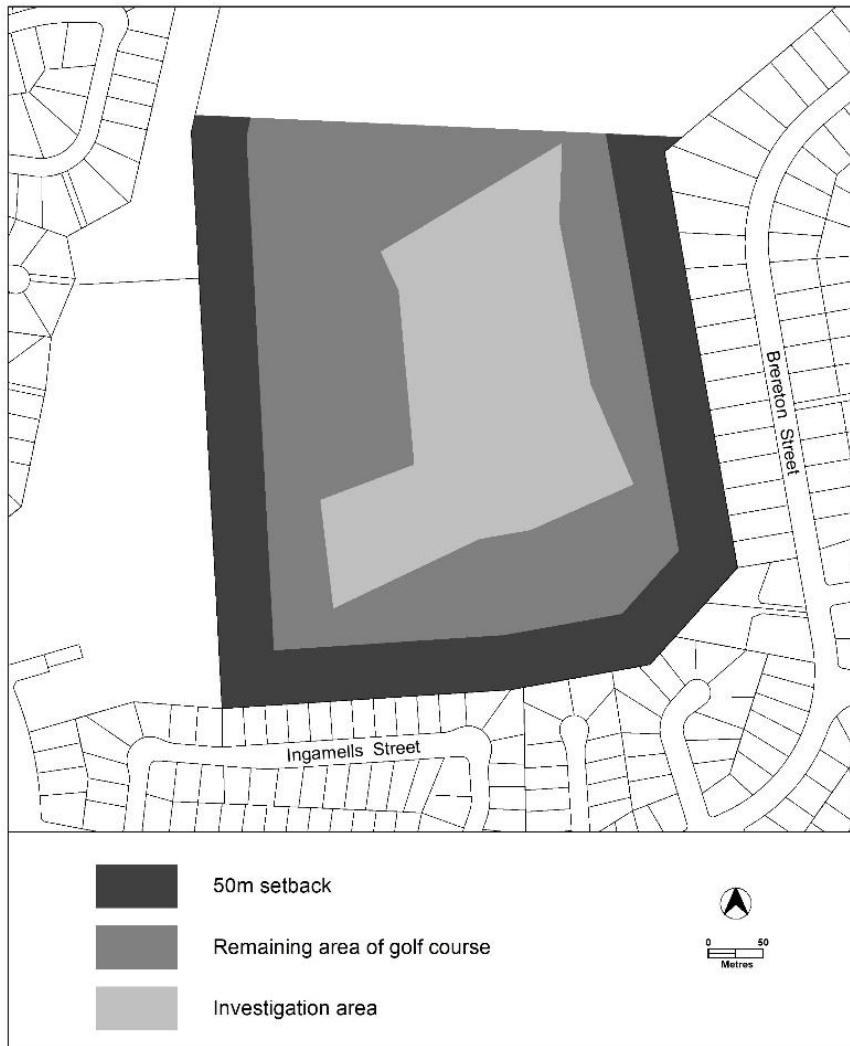 Brereton Street
Ingamells Street
50m setback
Remaining area of golf course
Investigation area
0 50
Metres